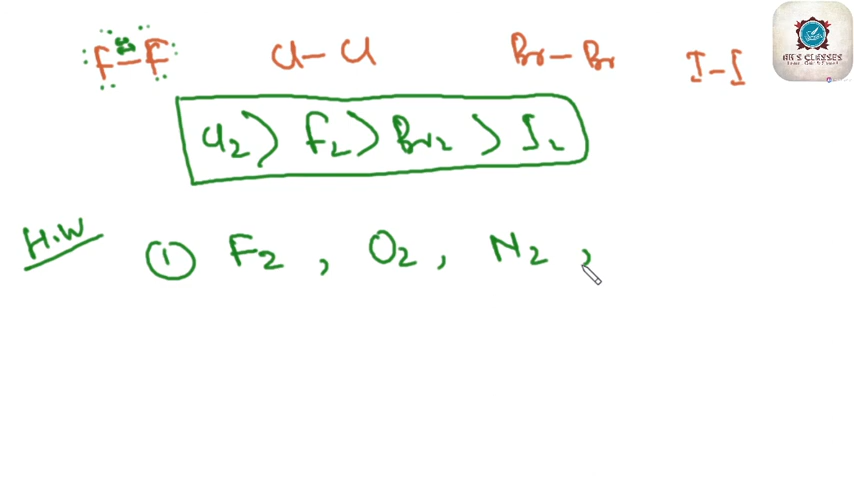 F–F Cl–Cl Br–Br I–I
Cl2 > F2 > Br2 > I2
H.W ① F2 , O2 , N2 ,